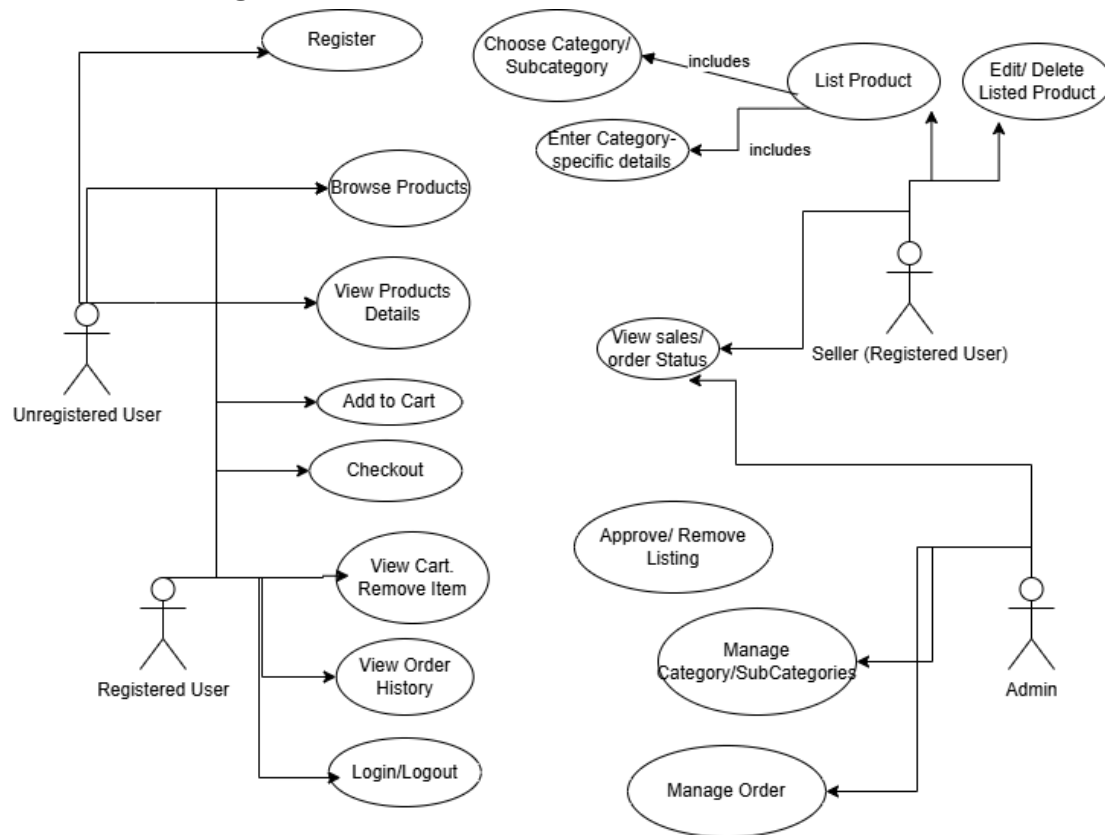 Register
Choose Category/
Subcategory
includes
List Product
Edit/ Delete
Listed Product
Enter Category-
specific details
includes
Browse Products
View Products
Details
Unregistered User
Seller (Registered User)
View sales/
order Status
Add to Cart
Checkout
Approve/ Remove
Listing
View Cart.
Remove Item
Registered User
View Order
History
Manage
Category/SubCategories
Admin
Login/Logout
Manage Order